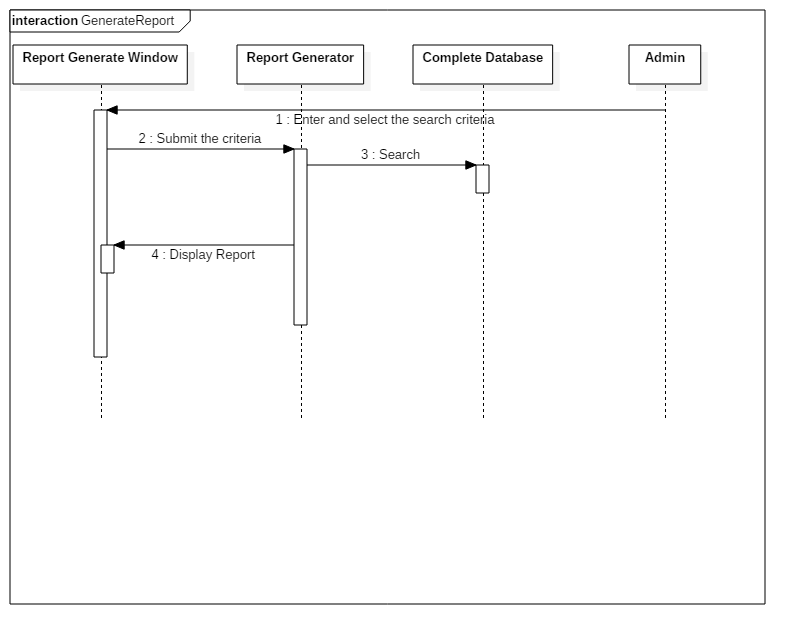 interaction GenerateReport
Report Generate Window
Report Generator
Complete Database
Admin
1 : Enter and select the search criteria
2 : Submit the criteria
3 : Search
4 : Display Report